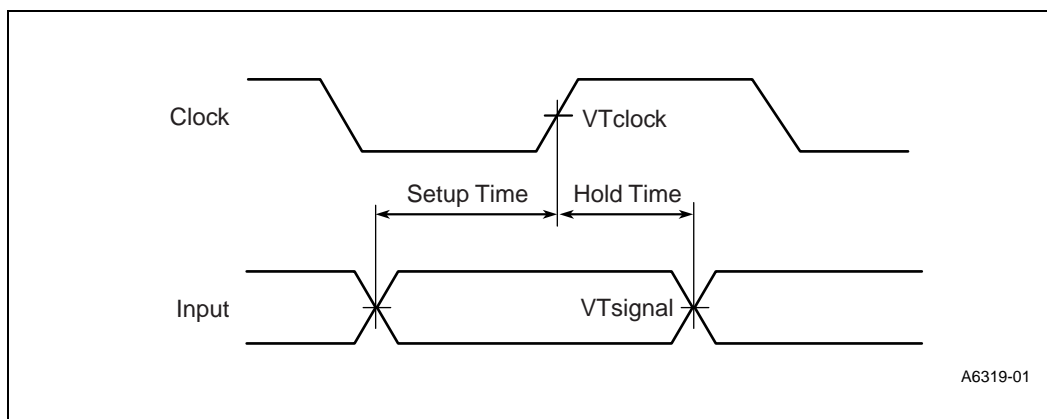 Clock
VTclock
Setup Time
Hold Time
Input
VTsignal
A6319-01